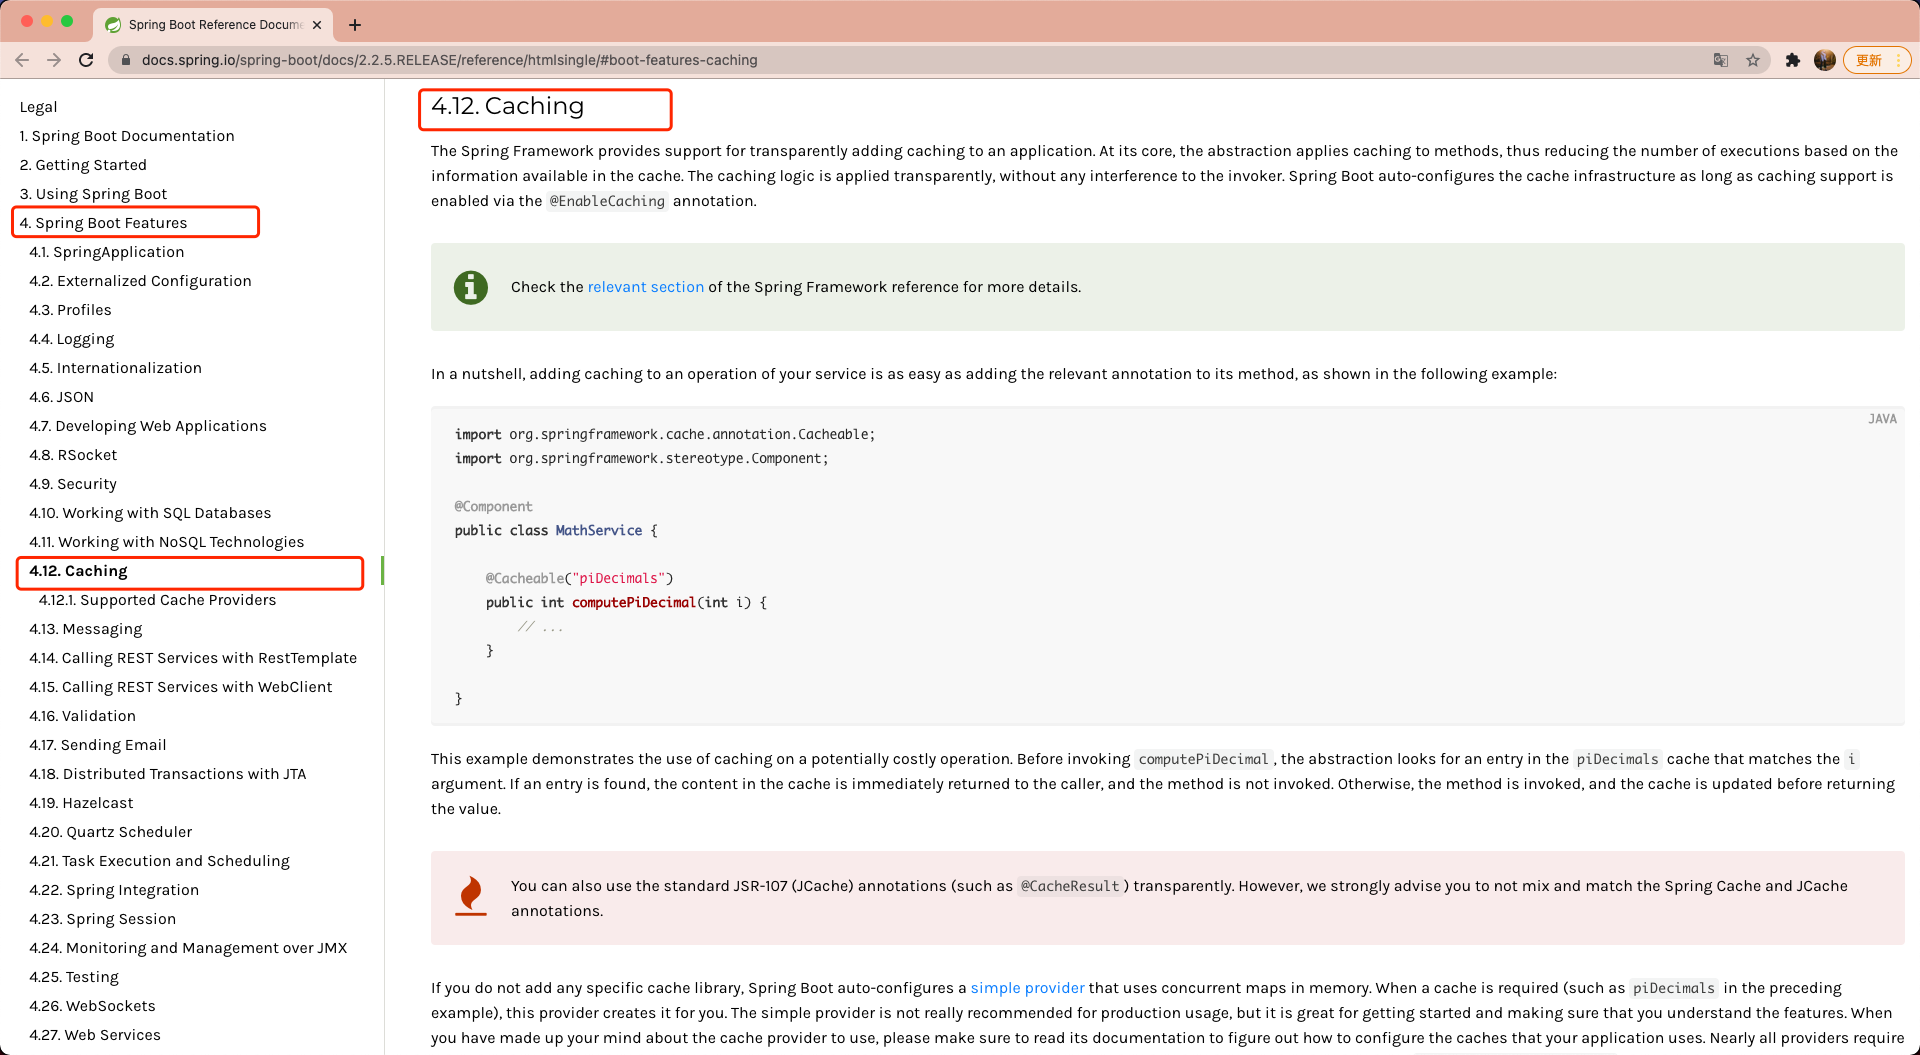 Spring Boot Reference Docume
docs.spring.io/spring-boot/docs/2.2.5.RELEASE/reference/htmlsingle/#boot-features-caching
更新
Legal
1. Spring Boot Documentation
2. Getting Started
3. Using Spring Boot
4. Spring Boot Features
4.1. SpringApplication
4.2. Externalized Configuration
4.3. Profiles
4.4. Logging
4.5. Internationalization
4.6. JSON
4.7. Developing Web Applications
4.8. RSocket
4.9. Security
4.10. Working with SQL Databases
4.11. Working with NoSQL Technologies
4.12. Caching
4.12.1. Supported Cache Providers
4.13. Messaging
4.14. Calling REST Services with RestTemplate
4.15. Calling REST Services with WebClient
4.16. Validation
4.17. Sending Email
4.18. Distributed Transactions with JTA
4.19. Hazelcast
4.20. Quartz Scheduler
4.21. Task Execution and Scheduling
4.22. Spring Integration
4.23. Spring Session
4.24. Monitoring and Management over JMX
4.25. Testing
4.26. WebSockets
4.27. Web Services
4.12. Caching
The Spring Framework provides support for transparently adding caching to an application. At its core, the abstraction applies caching to methods, thus reducing the number of executions based on the
information available in the cache. The caching logic is applied transparently, without any interference to the invoker. Spring Boot auto-configures the cache infrastructure as long as caching support is
enabled via the @EnableCaching annotation.
Check the relevant section of the Spring Framework reference for more details.
In a nutshell, adding caching to an operation of your service is as easy as adding the relevant annotation to its method, as shown in the following example:
JAVA
import org.springframework.cache.annotation.Cacheable;
import org.springframework.stereotype.Component;
@Component
public class MathService {
@Cacheable("piDecimals")
public int computePiDecimal(int i) {
// ...
}
}
This example demonstrates the use of caching on a potentially costly operation. Before invoking computePiDecimal, the abstraction looks for an entry in the piDecimals cache that matches the i
argument. If an entry is found, the content in the cache is immediately returned to the caller, and the method is not invoked. Otherwise, the method is invoked, and the cache is updated before returning
the value.
You can also use the standard JSR-107 (JCache) annotations (such as @CacheResult) transparently. However, we strongly advise you to not mix and match the Spring Cache and JCache
annotations.
If you do not add any specific cache library, Spring Boot auto-configures a simple provider that uses concurrent maps in memory. When a cache is required (such as piDecimals in the preceding
example), this provider creates it for you. The simple provider is not really recommended for production usage, but it is great for getting started and making sure that you understand the features. When
you have made up your mind about the cache provider to use, please make sure to read its documentation to figure out how to configure the caches that your application uses. Nearly all providers require